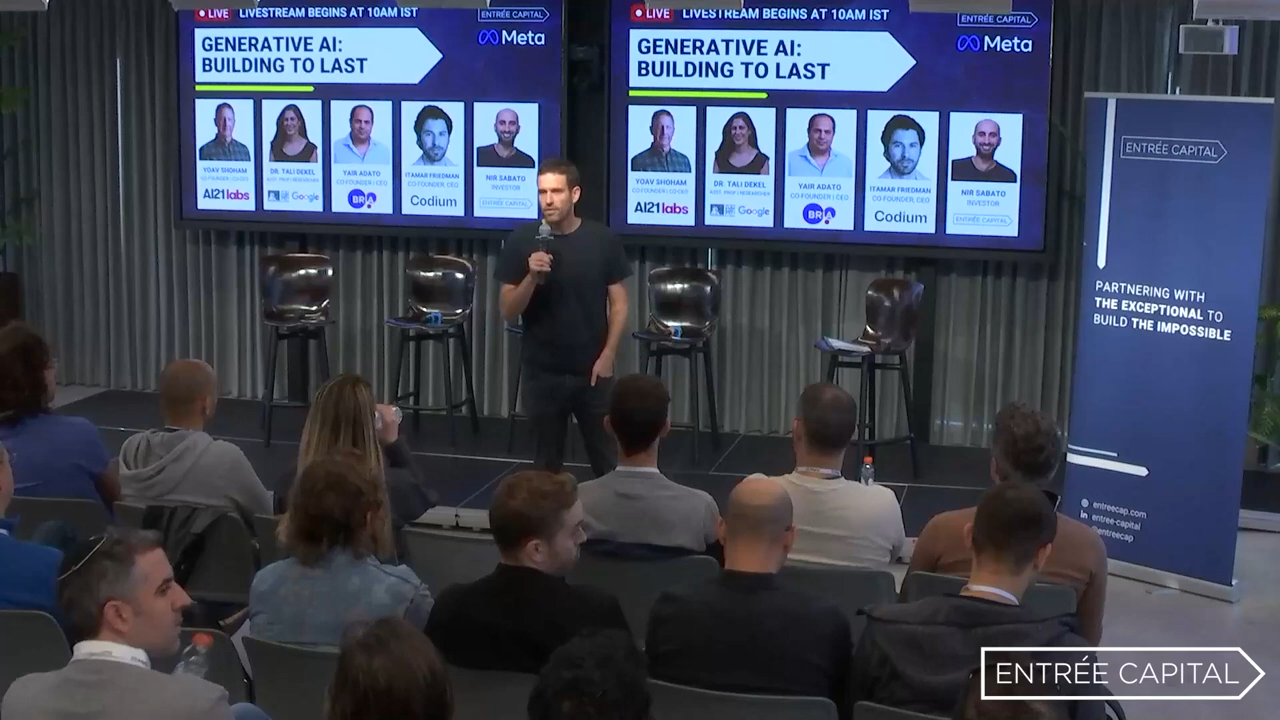 LIVE LIVESTREAM BEGINS AT 10AM IST
ENTRÉE CAPITAL
Meta
GENERATIVE AI:
BUILDING TO LAST
YOAV SHOHAM
CO-FOUNDER | CO-CEO
AI21labs
DR. TALI DEKEL
Google
YAIR ADATO
CO-FOUNDER | CEO
BRIA
ITAMAR FRIEDMAN
CO-FOUNDER, CEO
Codium
NIR SABATO
INVESTOR
ENTRÉE CAPITAL
LIVE LIVESTREAM BEGINS AT 10AM IST
ENTRÉE CAPITAL
Meta
GENERATIVE AI:
BUILDING TO LAST
YOAV SHOHAM
CO-FOUNDER | CO-CEO
AI21labs
DR. TALI DEKEL
Google
YAIR ADATO
CO-FOUNDER | CEO
BRIA
ITAMAR FRIEDMAN
CO-FOUNDER, CEO
Codium
NIR SABATO
INVESTOR
ENTRÉE CAPITAL
ENTRÉE CAPITAL
PARTNERING WITH
THE EXCEPTIONAL TO
BUILD THE IMPOSSIBLE
entreecap.com
in entree-capital
@entreecap
ENTRÉE CAPITAL